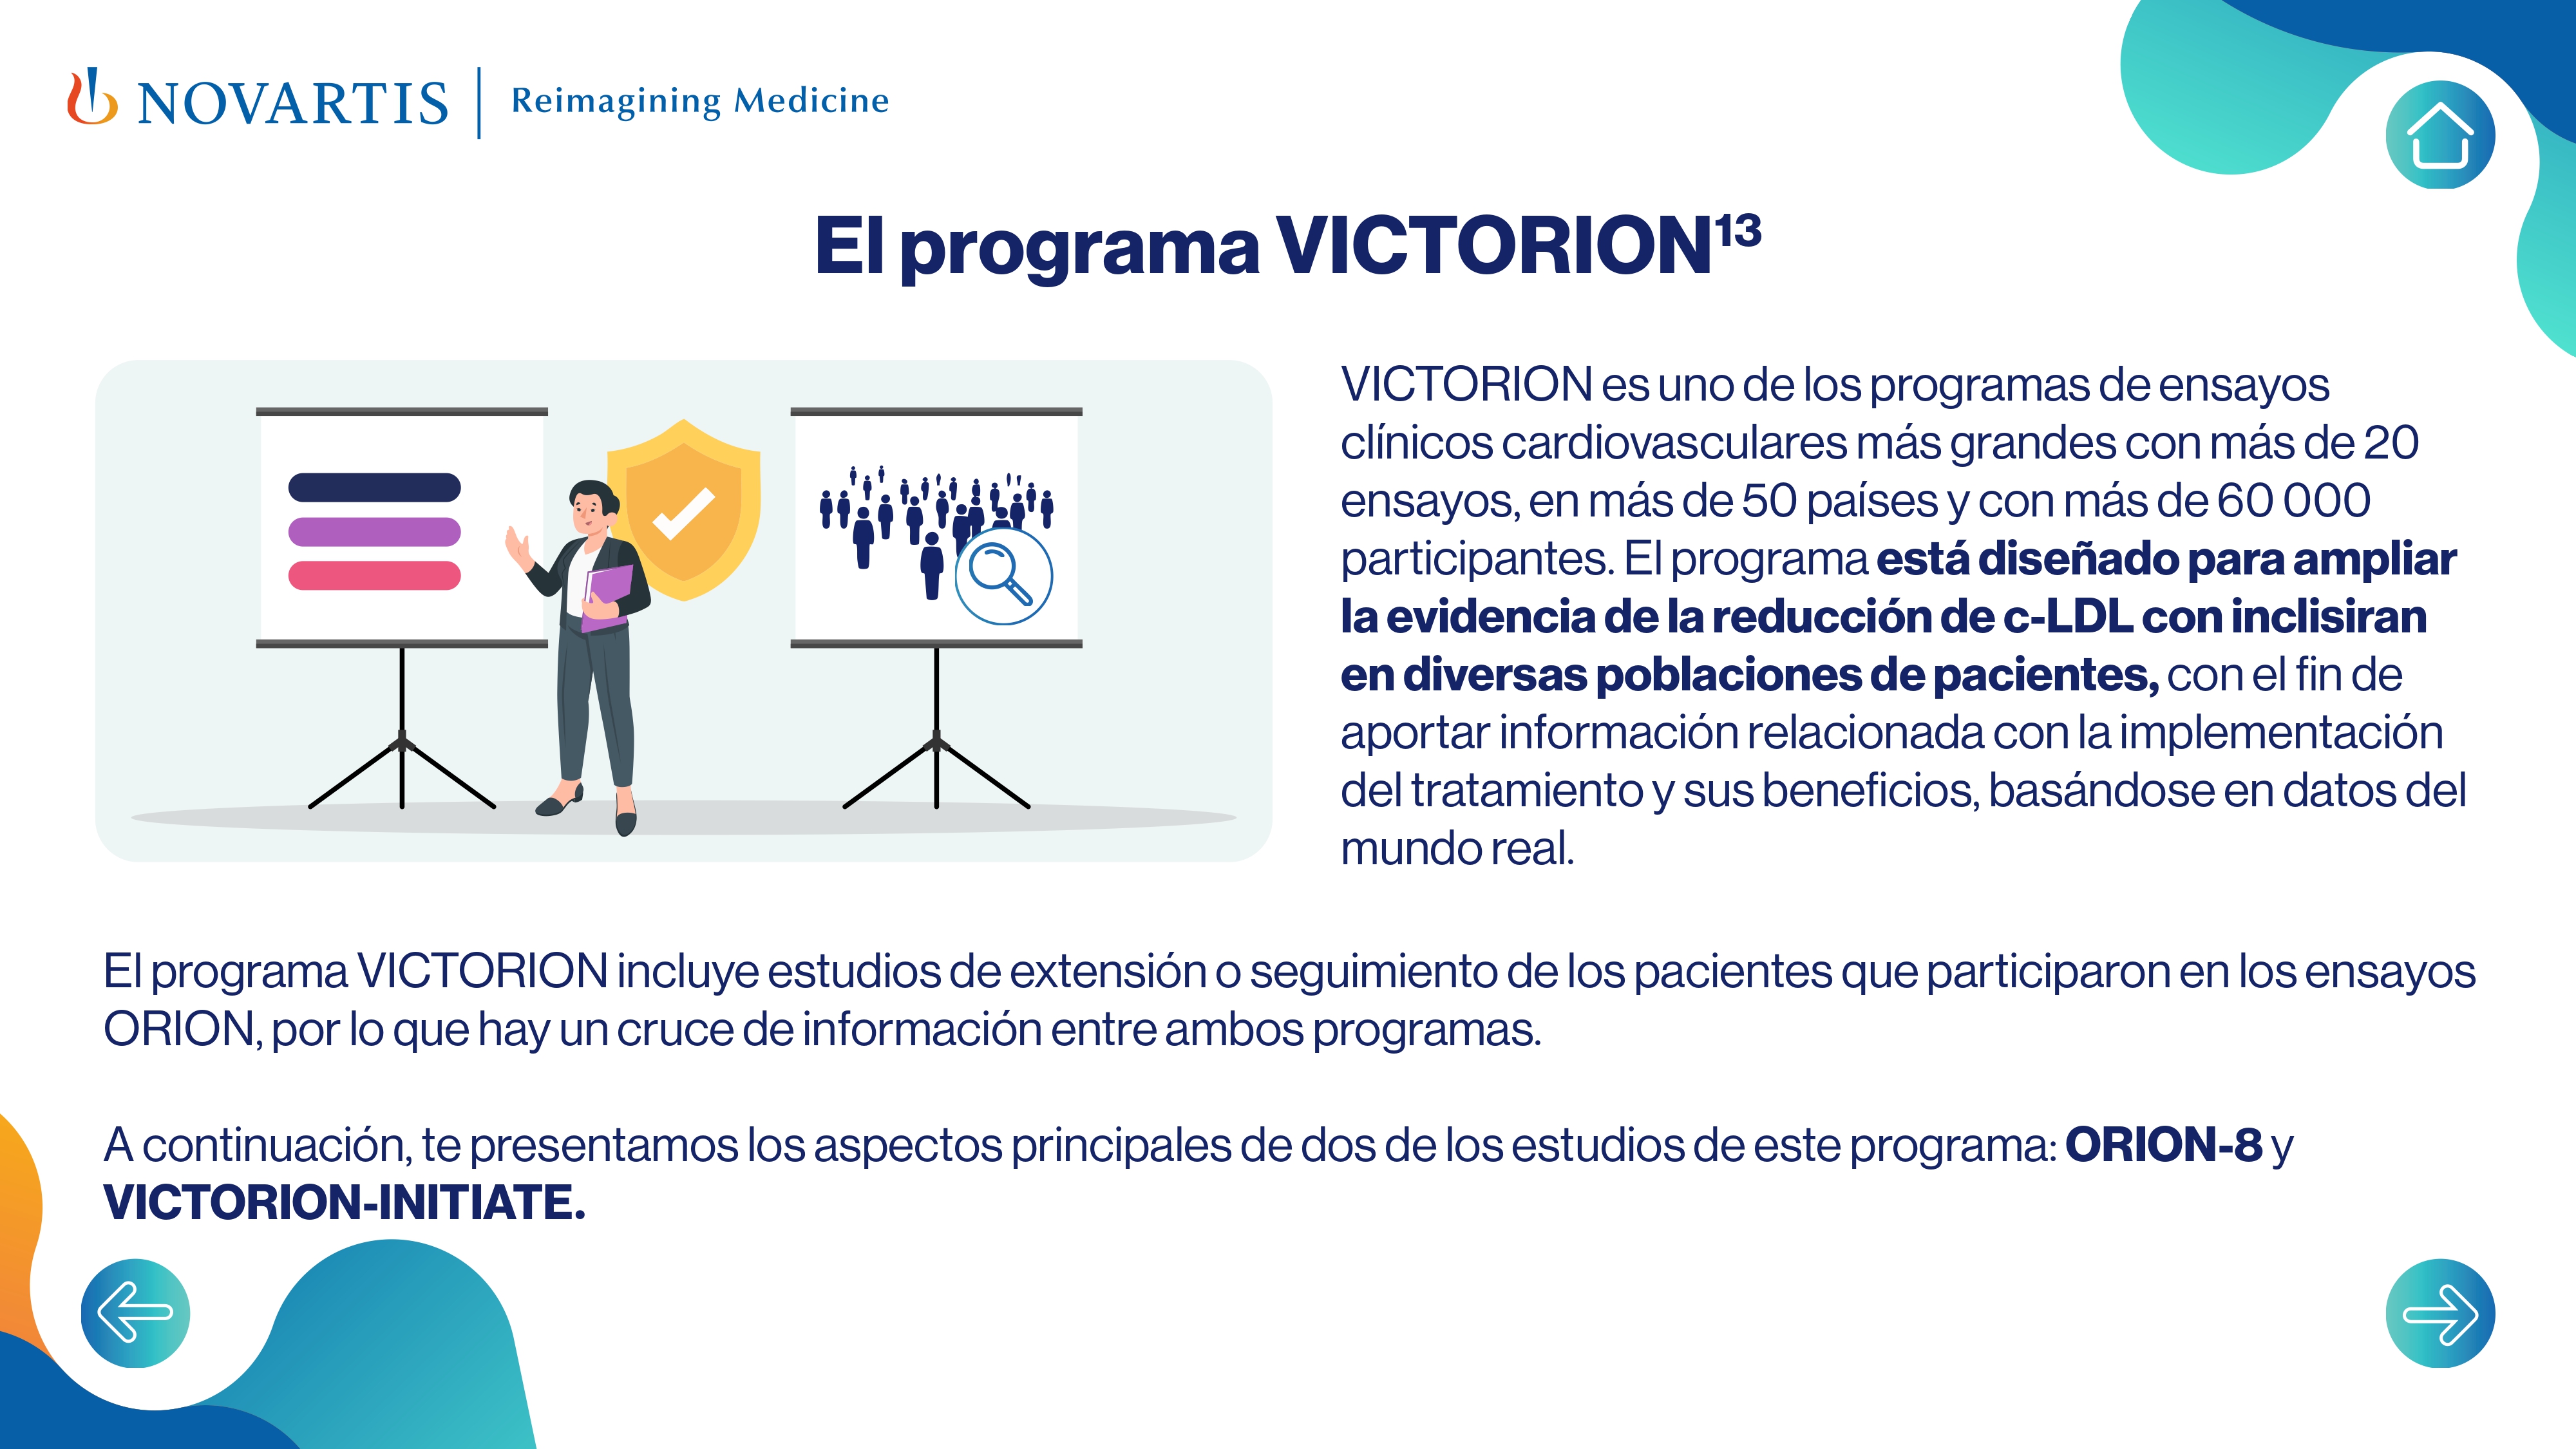 NOVARTIS | Reimagining Medicine
El programa VICTORION¹³
VICTORION es uno de los programas de ensayos
clínicos cardiovasculares más grandes con más de 20
ensayos, en más de 50 países y con más de 60 000
participantes. El programa está diseñado para ampliar
la evidencia de la reducción de c-LDL con inclisiran
en diversas poblaciones de pacientes, con el fin de
aportar información relacionada con la implementación
del tratamiento y sus beneficios, basándose en datos del
mundo real.
El programa VICTORION incluye estudios de extensión o seguimiento de los pacientes que participaron en los ensayos
ORION, por lo que hay un cruce de información entre ambos programas.
A continuación, te presentamos los aspectos principales de dos de los estudios de este programa: ORION-8 y
VICTORION-INITIATE.